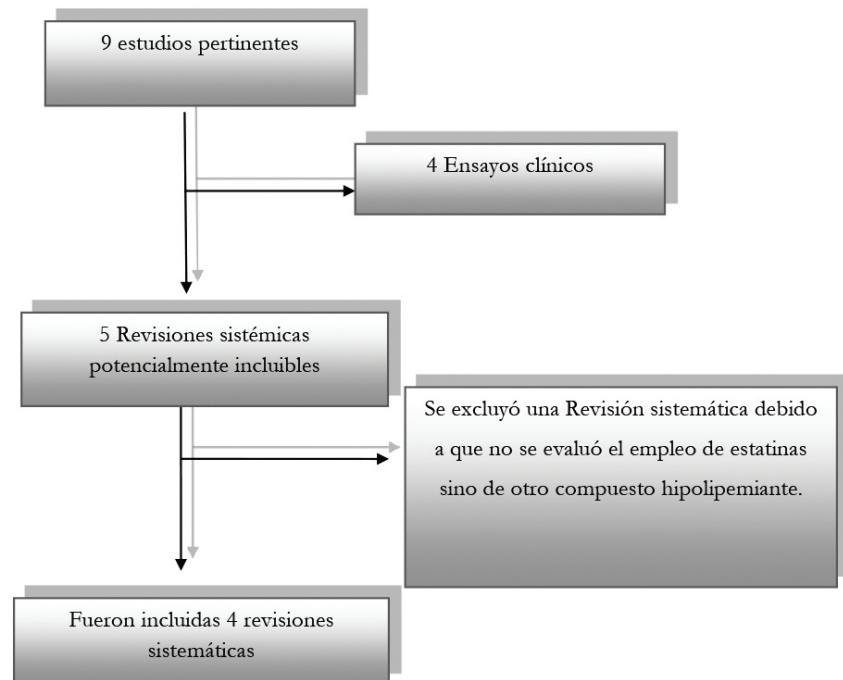 9 estudios pertinentes
4 Ensayos clínicos
5 Revisiones sistémicas
potencialmente incluibles
Se excluyó una Revisión sistemática debido
a que no se evaluó el empleo de estatinas
sino de otro compuesto hipolipemiante.
Fueron incluidas 4 revisiones
sistemáticas